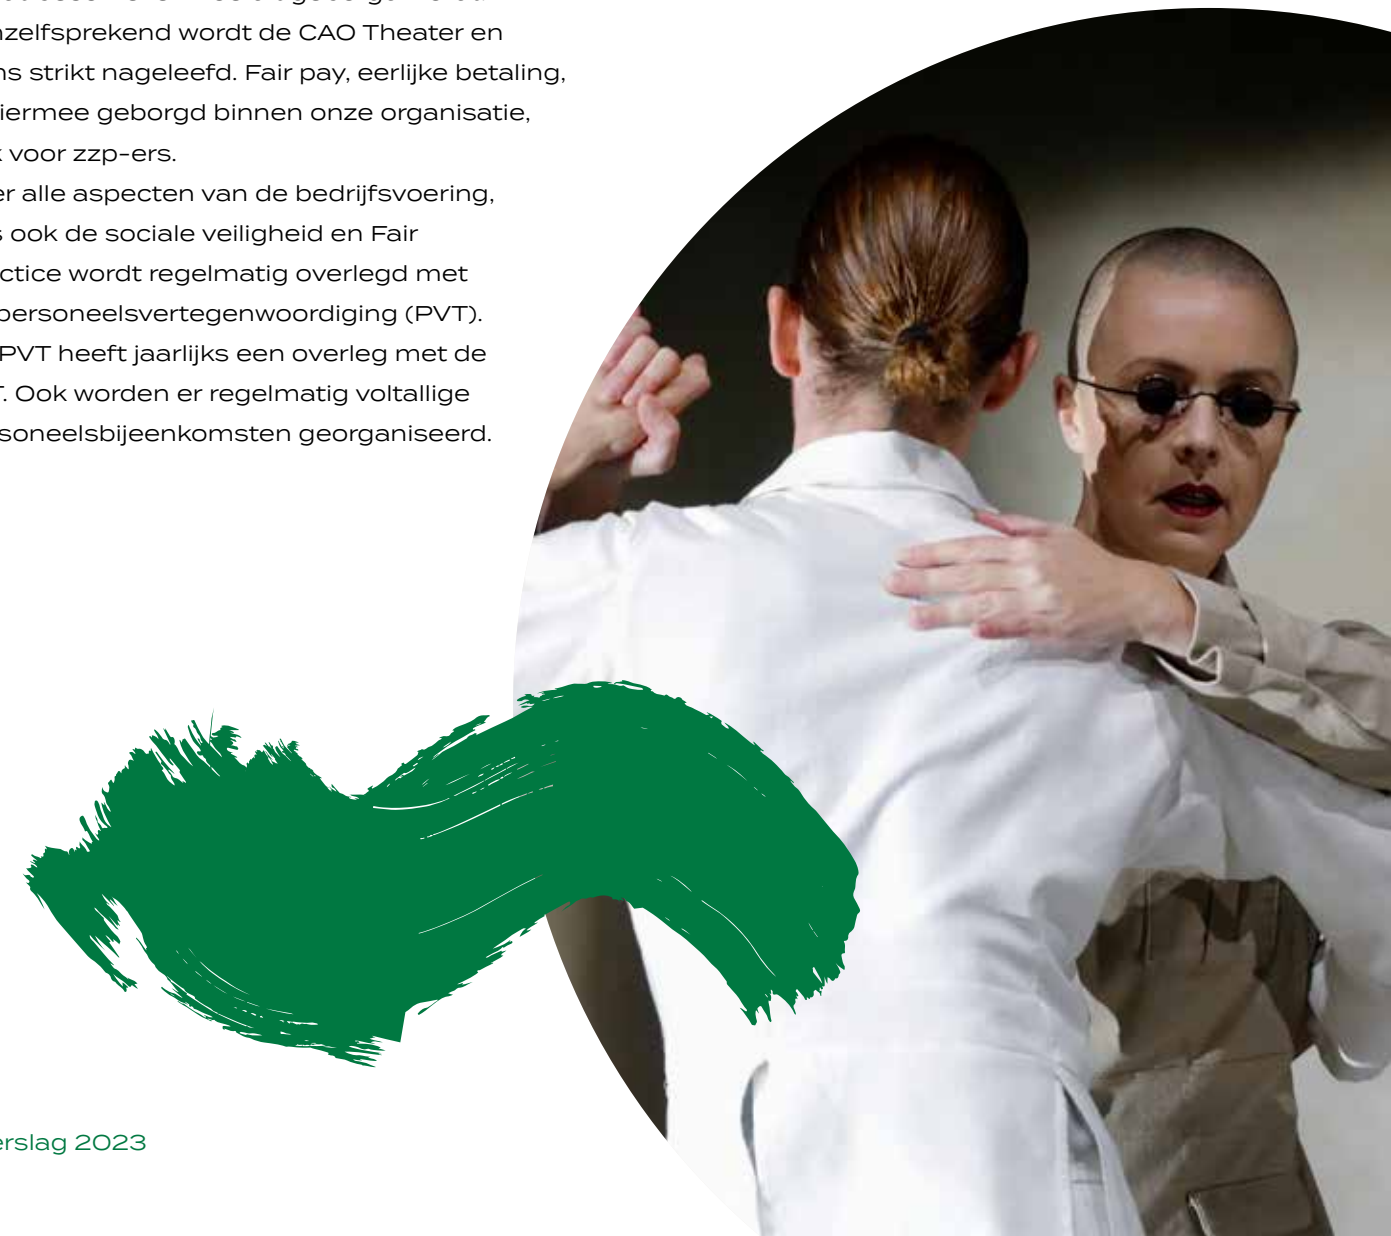 nzelfsprekend wordt de CAO Theater en
ns strikt nageleefd. Fair pay, eerlijke betaling,
iermee geborgd binnen onze organisatie,
k voor zzp-ers.
er alle aspecten van de bedrijfsvoering,
s ook de sociale veiligheid en Fair
ctice wordt regelmatig overlegd met
personeelsvertegenwoordiging (PVT).
PVT heeft jaarlijks een overleg met de
. Ook worden er regelmatig voltallige
rsoneelsbijeenkomsten georganiseerd.
erslag 2023